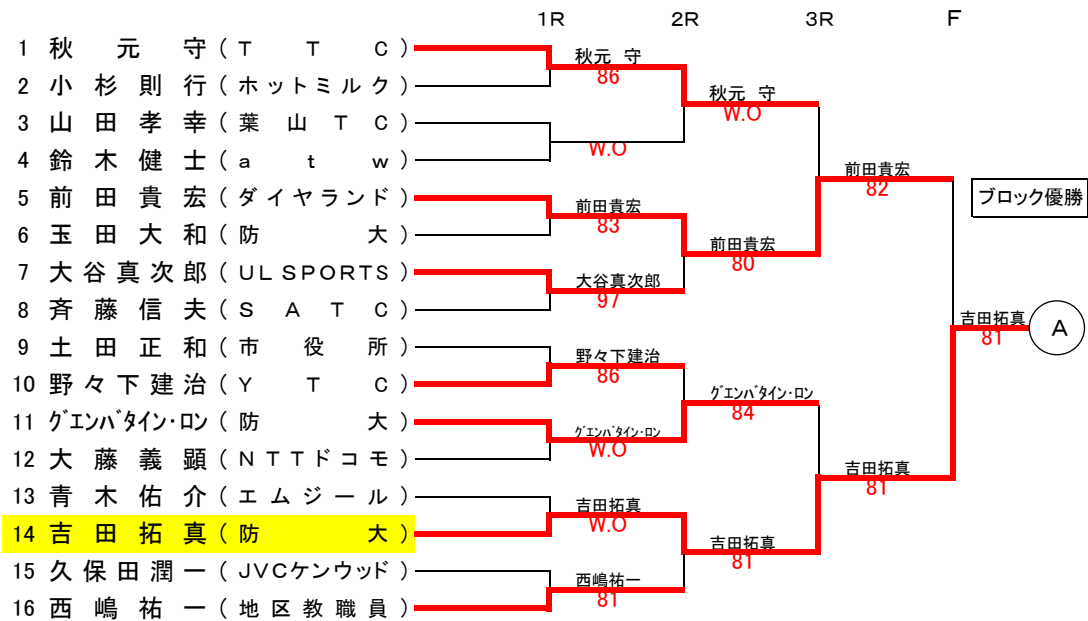 1R 2R 3R F
1 秋元守(TTC)
2 小杉則行(ホットミルク)
3 山田孝幸(葉山TC)
4 鈴木健士(atw)
5 前田貴宏(ダイヤランド)
6 玉田大和(防大)
7 大谷真次郎(UL SPORTS)
8 斉藤信夫(SATC)
9 土田正和(市役所)
10 野々下建治(YTC)
11 グエンバタイン・ロン(防大)
12 大藤義顕(NTTドコモ)
13 青木佑介(エムジール)
14 吉田拓真(防大)
15 久保田潤一(JVCケンウッド)
16 西嶋祐一(地区教職員)
秋元 守
86
W.O
前田貴宏
83
大谷真次郎
97
野々下建治
86
グエンバタイン・ロン
W.O
吉田拓真
W.O
西嶋祐一
81
秋元 守
W.O
前田貴宏
80
グエンバタイン・ロン
84
吉田拓真
81
前田貴宏
82
吉田拓真
81
ブロック優勝
吉田拓真
81
A